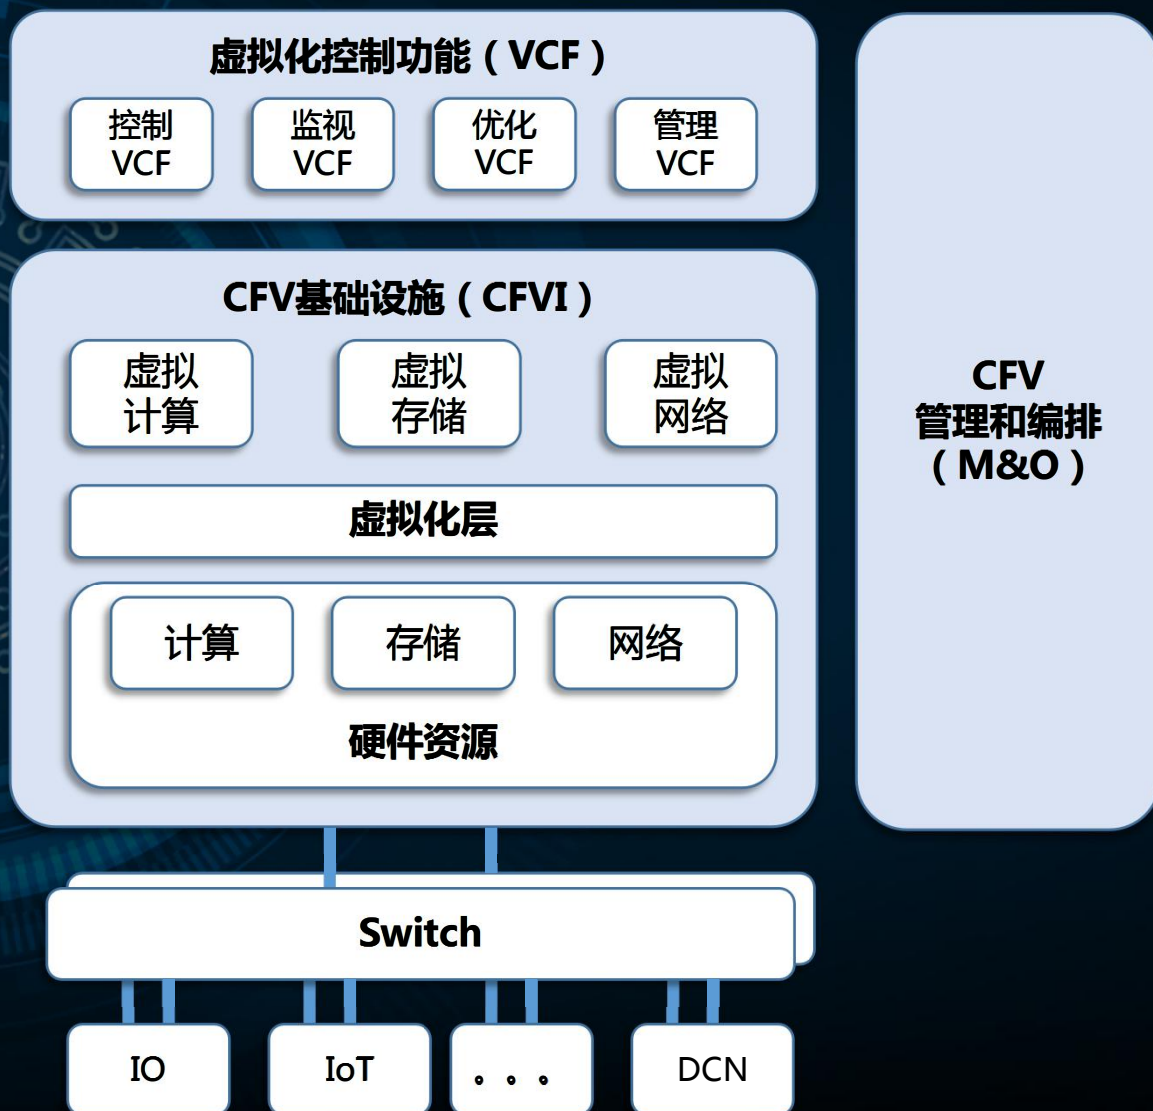 虚拟化控制功能（VCF）
控制
VCF
监视
VCF
优化
VCF
管理
VCF
CFV基础设施（CFVI）
虚拟
计算
虚拟
存储
虚拟
网络
虚拟化层
计算
存储
网络
硬件资源
CFV
管理和编排
（M&O）
Switch
IO
IoT
。。。
DCN